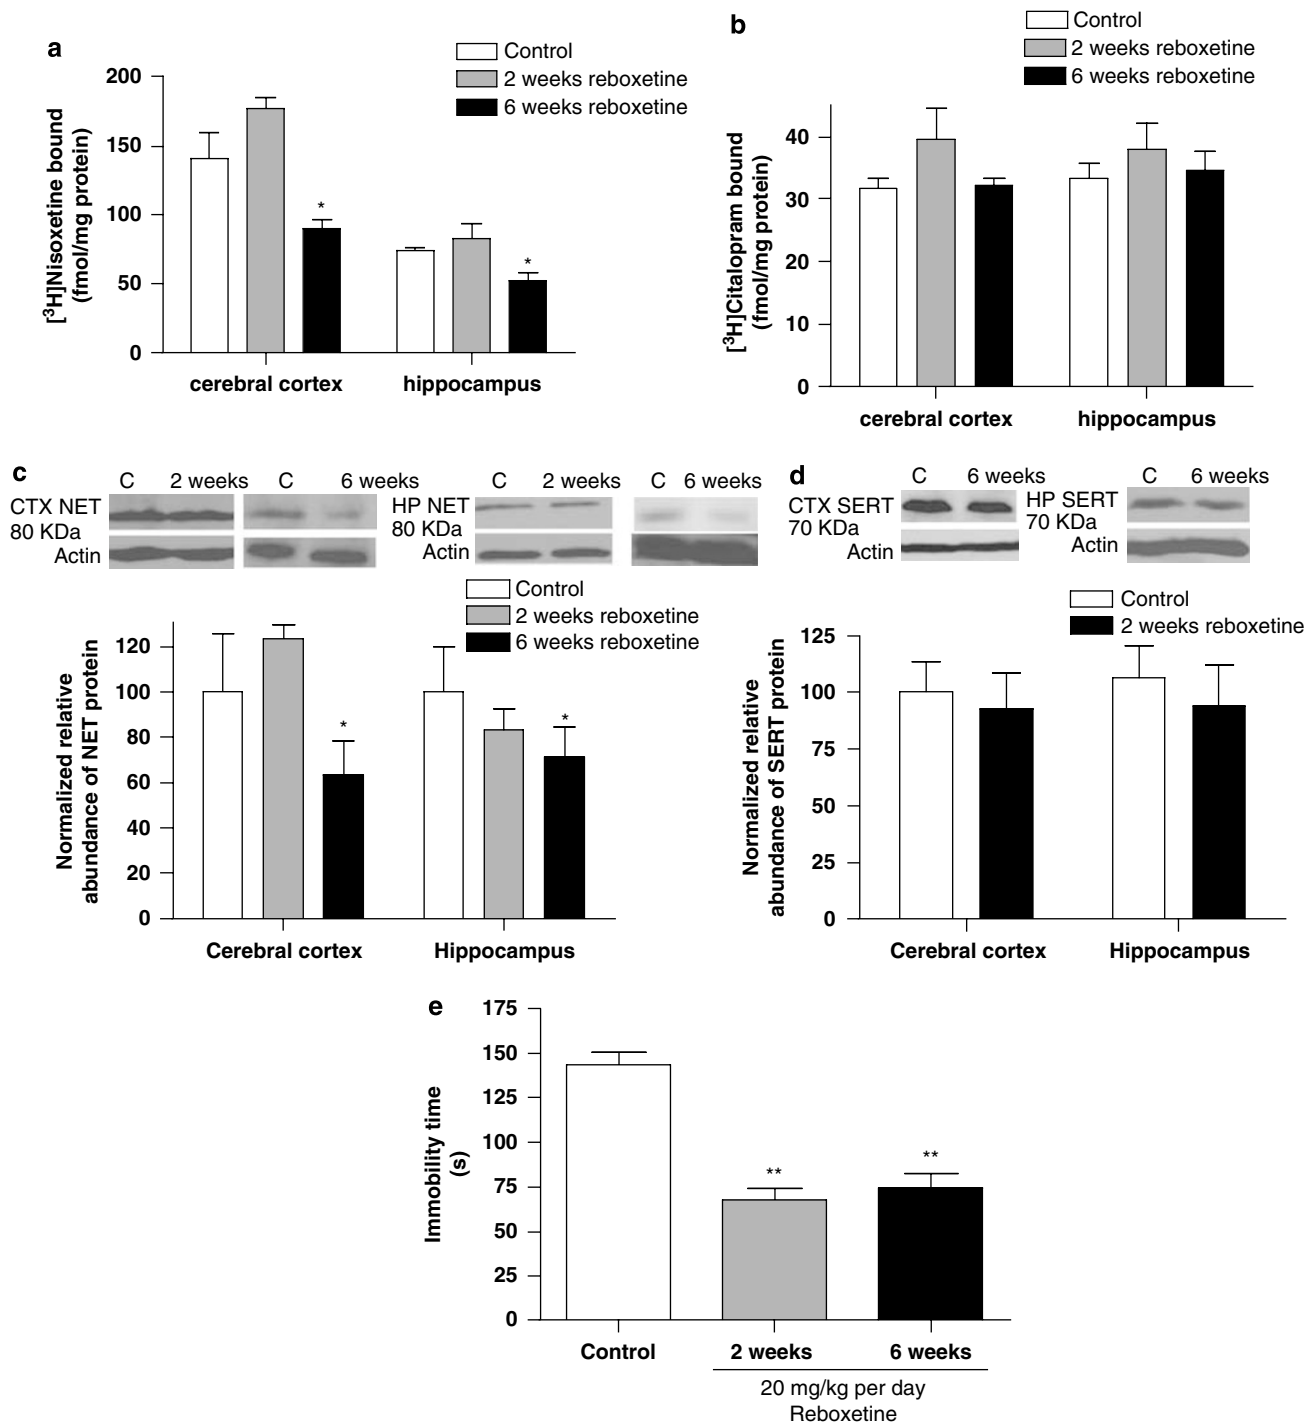 a
Control
2 weeks reboxetine
6 weeks reboxetine
[³H]Nisoxetine bound
(fmol/mg protein)
200
150
100
50
0
*
*
cerebral cortex
hippocampus
b
Control
2 weeks reboxetine
6 weeks reboxetine
[³H]Citalopram bound
(fmol/mg protein)
40
30
20
10
0
cerebral cortex
hippocampus
c
C 2 weeks C 6 weeks
CTX NET
80 KDa
Actin
C 2 weeks C 6 weeks
HP NET
80 KDa
Actin
Control
2 weeks reboxetine
6 weeks reboxetine
Normalized relative
abundance of NET protein
120
100
80
60
40
20
0
*
*
Cerebral cortex
Hippocampus
d
C 6 weeks
CTX SERT
70 KDa
Actin
C 6 weeks
HP SERT
70 KDa
Actin
Control
2 weeks reboxetine
Normalized relative
abundance of SERT protein
125
100
75
50
25
0
Cerebral cortex
Hippocampus
e
Immobility time
(s)
175
150
125
100
75
50
25
0
**
**
Control
2 weeks
6 weeks
20 mg/kg per day
Reboxetine